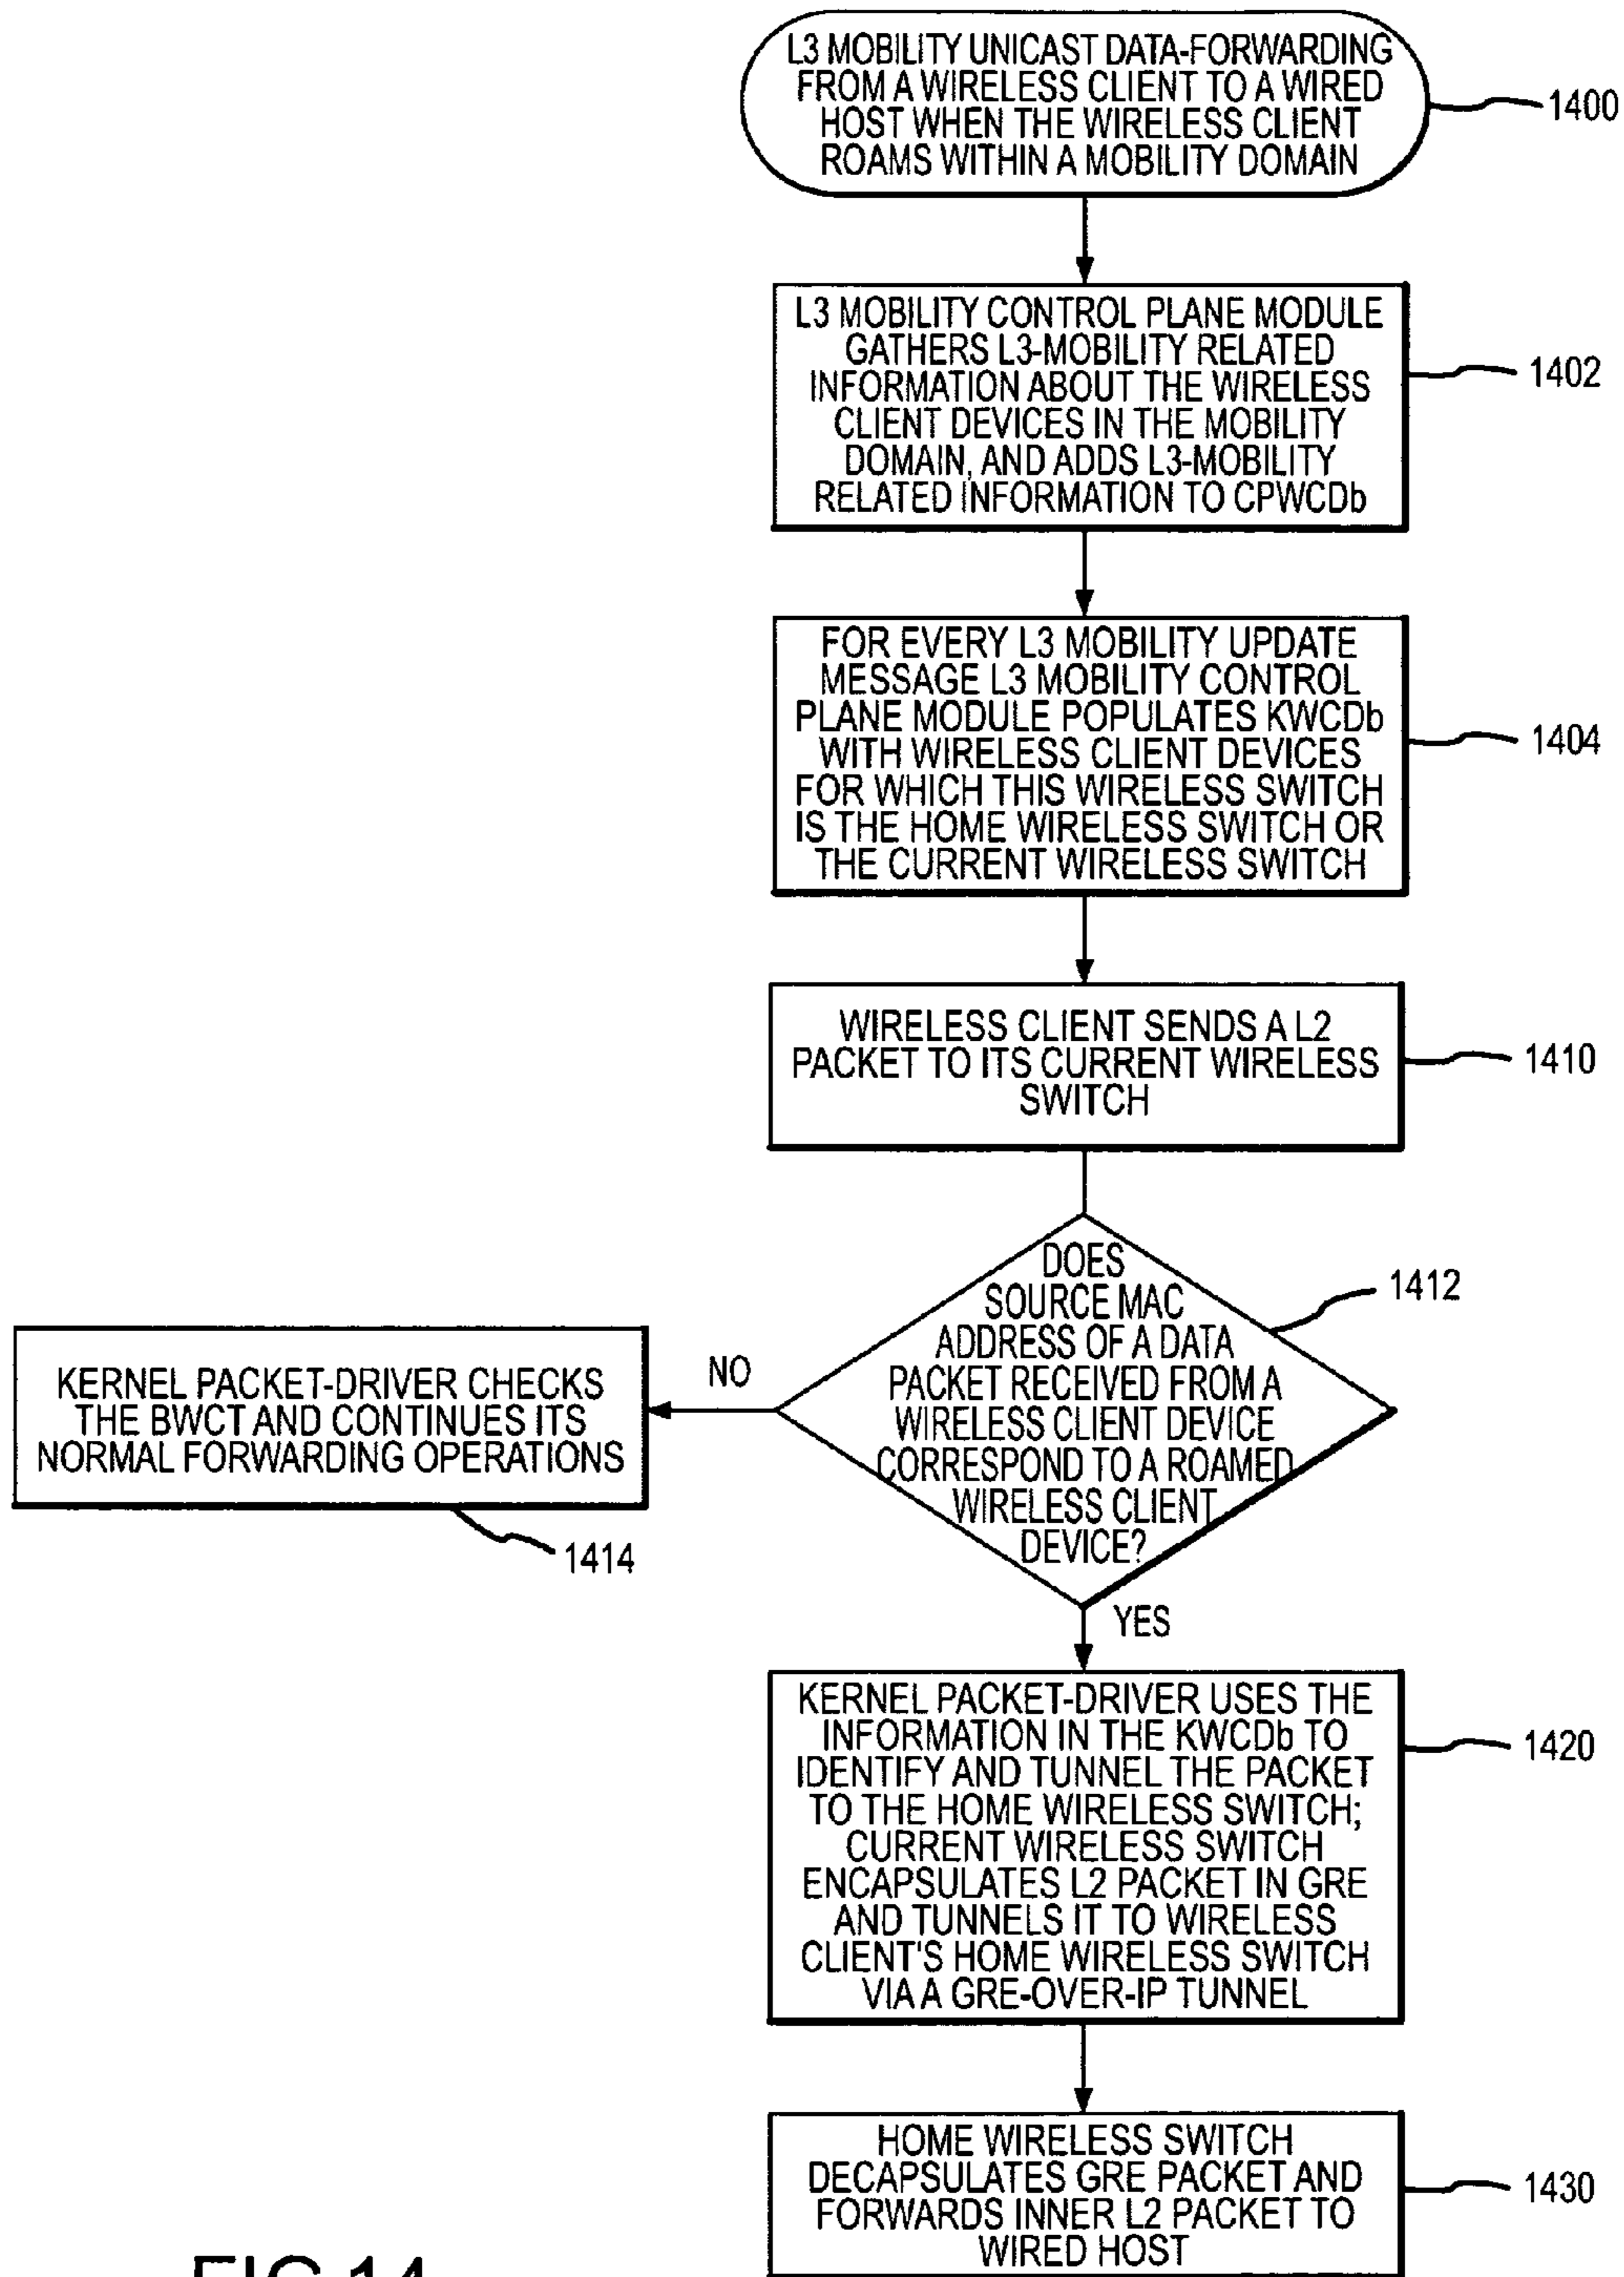 L3 MOBILITY UNICAST DATA-FORWARDING
FROM A WIRELESS CLIENT TO A WIRED
HOST WHEN THE WIRELESS CLIENT
ROAMS WITHIN A MOBILITY DOMAIN
1400
L3 MOBILITY CONTROL PLANE MODULE
GATHERS L3-MOBILITY RELATED
INFORMATION ABOUT THE WIRELESS
CLIENT DEVICES IN THE MOBILITY
DOMAIN, AND ADDS L3-MOBILITY
RELATED INFORMATION TO CPWCDb
1402
FOR EVERY L3 MOBILITY UPDATE
MESSAGE L3 MOBILITY CONTROL
PLANE MODULE POPULATES KWCDb
WITH WIRELESS CLIENT DEVICES
FOR WHICH THIS WIRELESS SWITCH
IS THE HOME WIRELESS SWITCH OR
THE CURRENT WIRELESS SWITCH
1404
WIRELESS CLIENT SENDS A L2
PACKET TO ITS CURRENT WIRELESS
SWITCH
1410
DOES
SOURCE MAC
ADDRESS OF A DATA
PACKET RECEIVED FROM A
WIRELESS CLIENT DEVICE
CORRESPOND TO A ROAMED
WIRELESS CLIENT
DEVICE?
1412
NO
KERNEL PACKET-DRIVER CHECKS
THE BWCT AND CONTINUES ITS
NORMAL FORWARDING OPERATIONS
1414
YES
KERNEL PACKET-DRIVER USES THE
INFORMATION IN THE KWCDb TO
IDENTIFY AND TUNNEL THE PACKET
TO THE HOME WIRELESS SWITCH;
CURRENT WIRELESS SWITCH
ENCAPSULATES L2 PACKET IN GRE
AND TUNNELS IT TO WIRELESS
CLIENT'S HOME WIRELESS SWITCH
VIA A GRE-OVER-IP TUNNEL
1420
HOME WIRELESS SWITCH
DECAPSULATES GRE PACKET AND
FORWARDS INNER L2 PACKET TO
WIRED HOST
1430
FIG.14